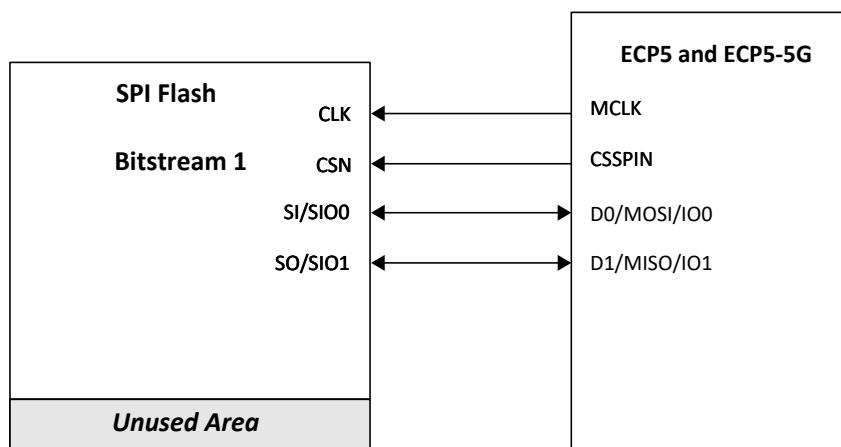 ECP5 and ECP5-5G
SPI Flash
CLK
MCLK
Bitstream 1
CSN
CSSPIN
SI/SIO0
D0/MOSI/IO0
SO/SIO1
D1/MISO/IO1
Unused Area